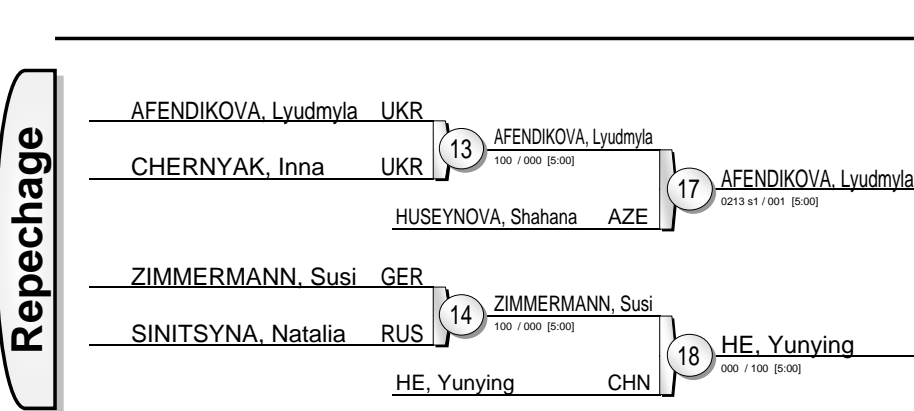 Repechage
AFENDIKOVA, Lyudmyla UKR
CHERNYAK, Inna UKR
13
AFENDIKOVA, Lyudmyla
100 / 000 [5:00]
HUSEYNOVA, Shahana AZE
17
AFENDIKOVA, Lyudmyla
0213 s1 / 001 [5:00]
ZIMMERMANN, Susi GER
SINITSYNA, Natalia RUS
14
ZIMMERMANN, Susi
100 / 000 [5:00]
HE, Yunying CHN
18
HE, Yunying
000 / 100 [5:00]